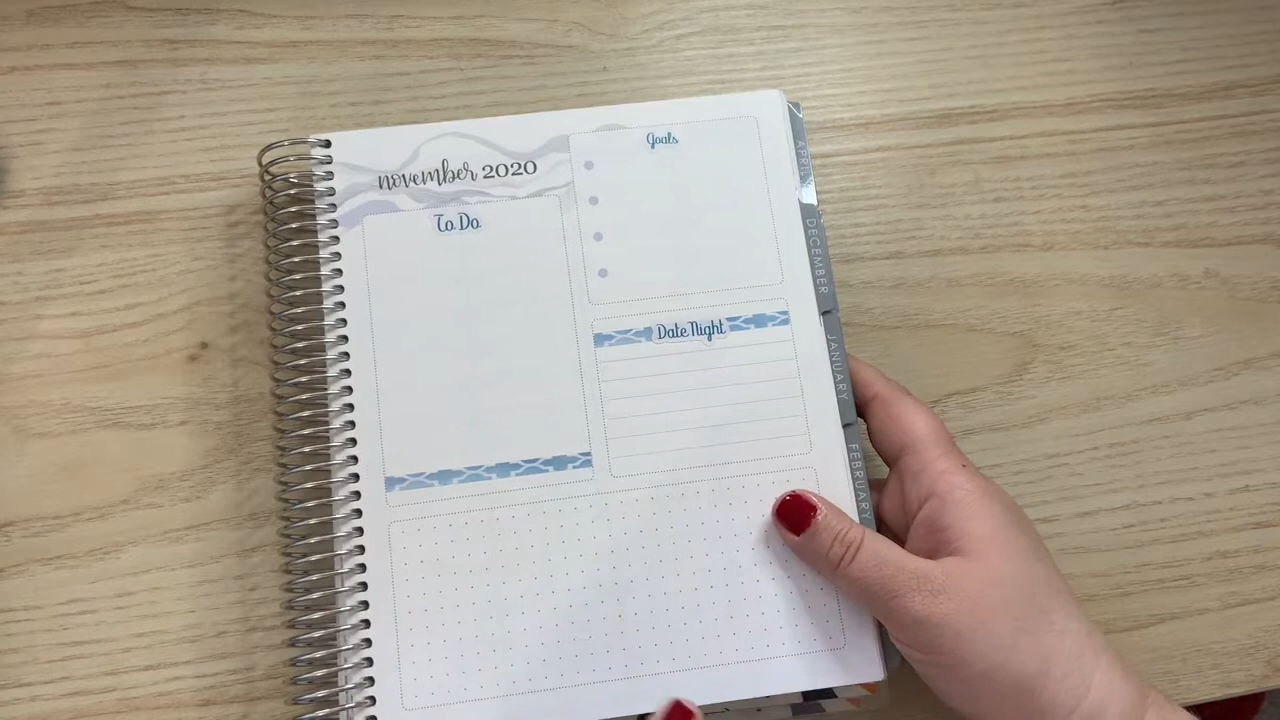 november 2020
To Do
Goals
Date Night
APRIL
DECEMBER
JANUARY
FEBRUARY